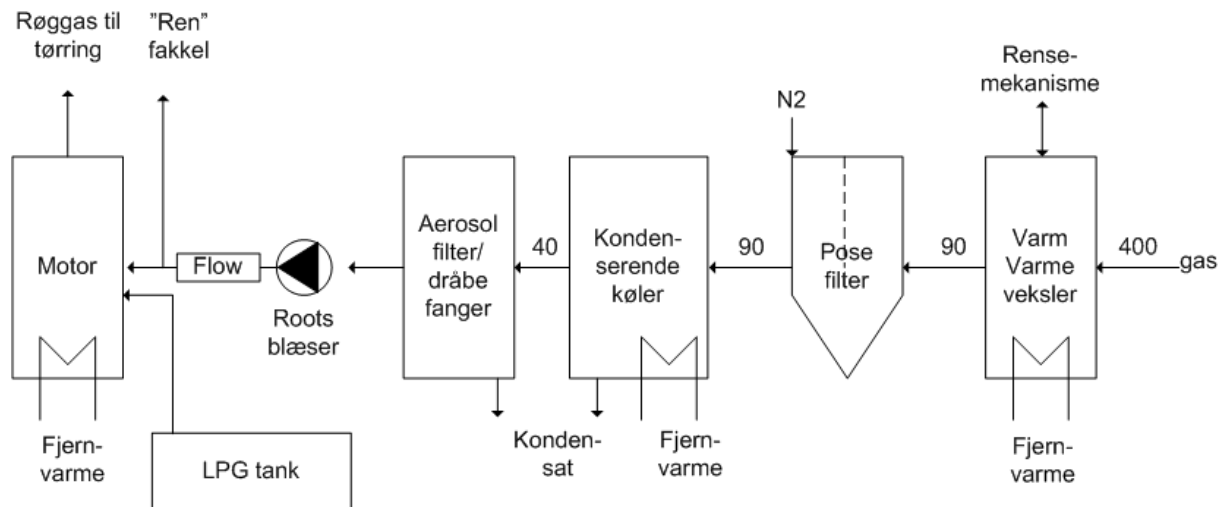 Røggas til
tørring
"Ren"
fakkel
Rense-
mekanisme
N2
Motor
Flow
Roots
blæser
Aerosol
filter/
dråbe
fanger
40
Konden-
serende
køler
90
Pose
filter
90
Varm
Varme
veksler
400
gas
Fjern-
varme
LPG tank
Konden-
sat
Fjern-
varme
Fjern-
varme